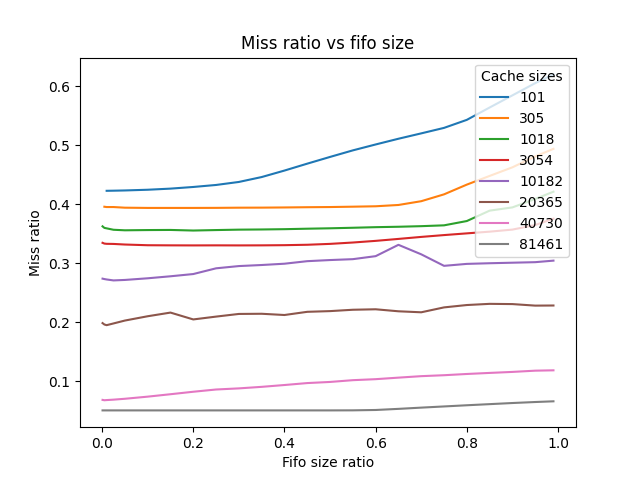 Miss ratio vs fifo size
Cache sizes
101
305
1018
3054
10182
20365
40730
81461
0.6
0.5
0.4
0.3
0.2
0.1
Miss ratio
0.0 0.2 0.4 0.6 0.8 1.0
Fifo size ratio